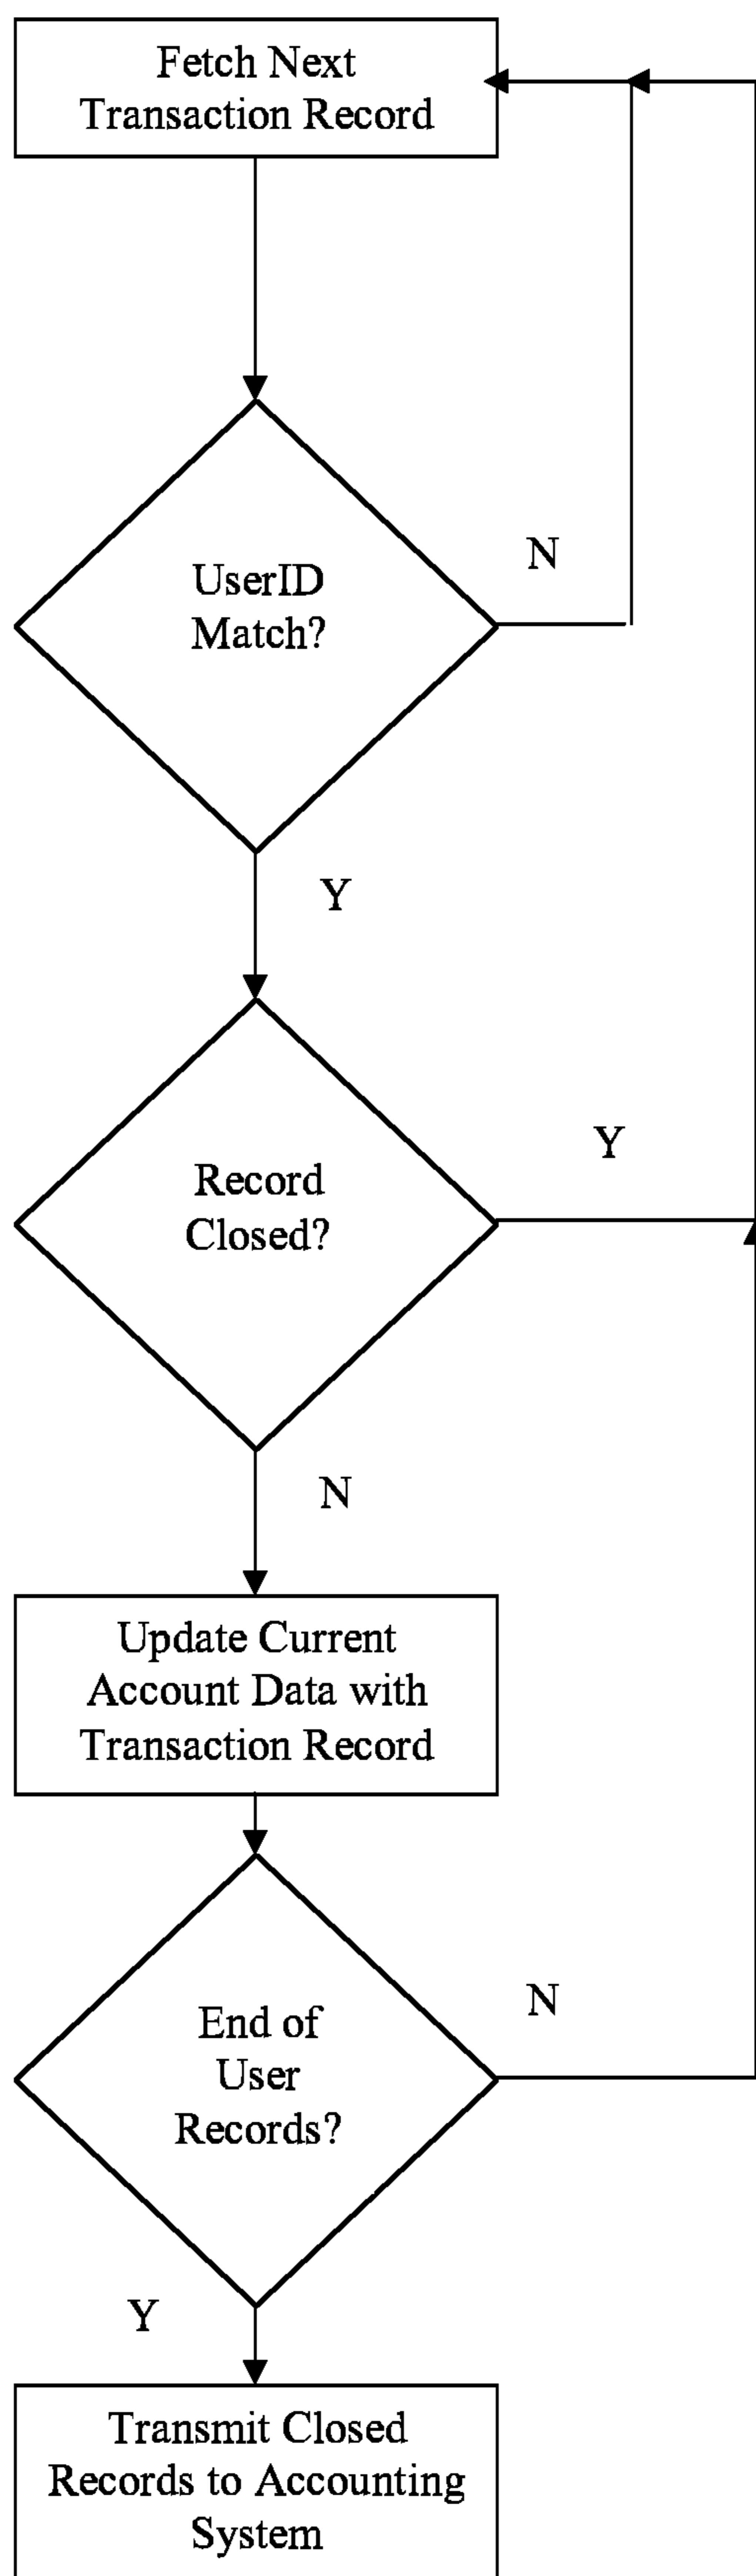 Fetch Next
Transaction Record
N
UserID
Match?
Y
Y
Record
Closed?
N
Update Current
Account Data with
Transaction Record
N
End of
User
Records?
Y
Transmit Closed
Records to Accounting
System